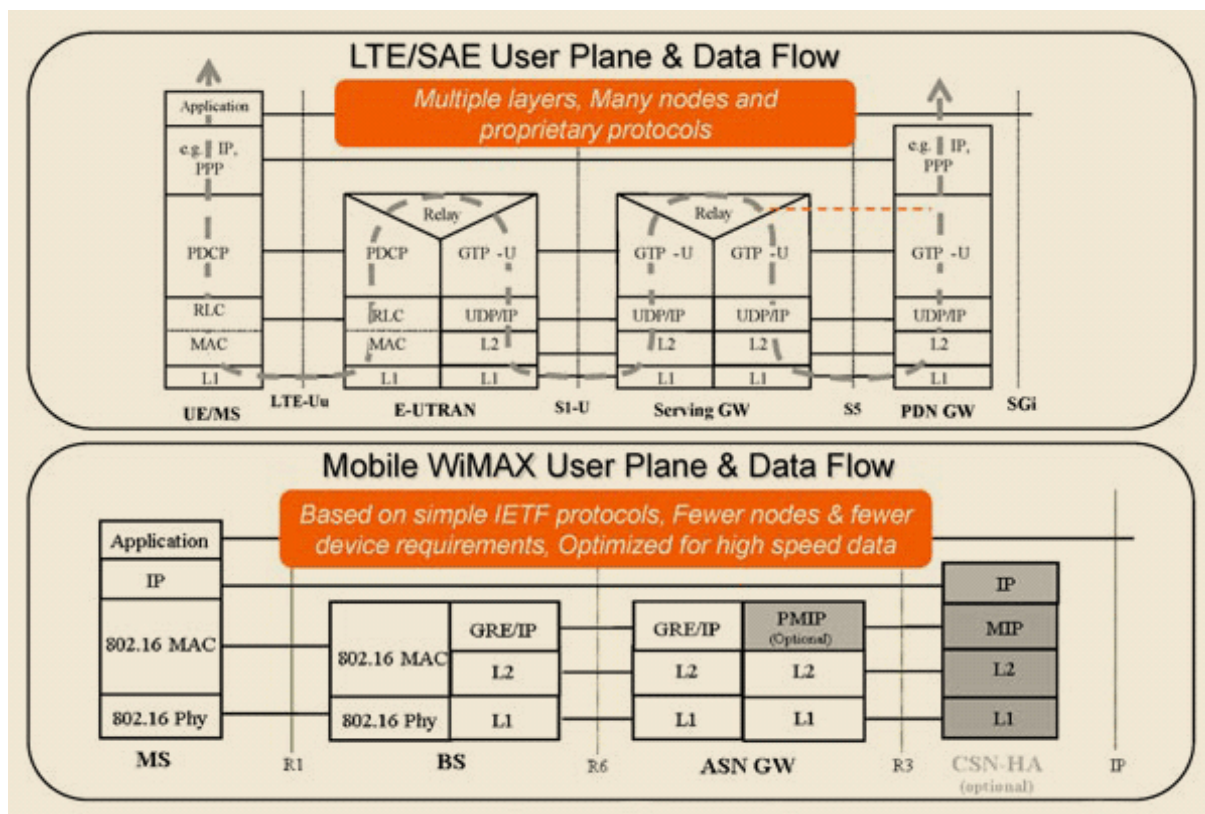 LTE/SAE User Plane & Data Flow
Multiple layers, Many nodes and
proprietary protocols
Application
e.g. IP,
PPP
PDCP
RLC
MAC
L1
UE/MS
LTE-Uu
Relay
PDCP
GTP -U
RLC
UDP/IP
MAC
L2
L1
L1
E-UTRAN
S1-U
Relay
GTP -U
GTP -U
UDP/IP
UDP/IP
L2
L2
L1
L1
Serving GW
S5
e.g. IP,
PPP
GTP -U
UDP/IP
L2
L1
PDN GW
SGi
Mobile WiMAX User Plane & Data Flow
Based on simple IETF protocols, Fewer nodes & fewer
device requirements, Optimized for high speed data
Application
IP
802.16 MAC
802.16 Phy
MS
R1
802.16 MAC
GRE/IP
L2
802.16 Phy
L1
BS
R6
GRE/IP
PMIP
(Optional)
L2
L2
L1
L1
ASN GW
R3
IP
MIP
L2
L1
CSN-HA
(optional)
IP